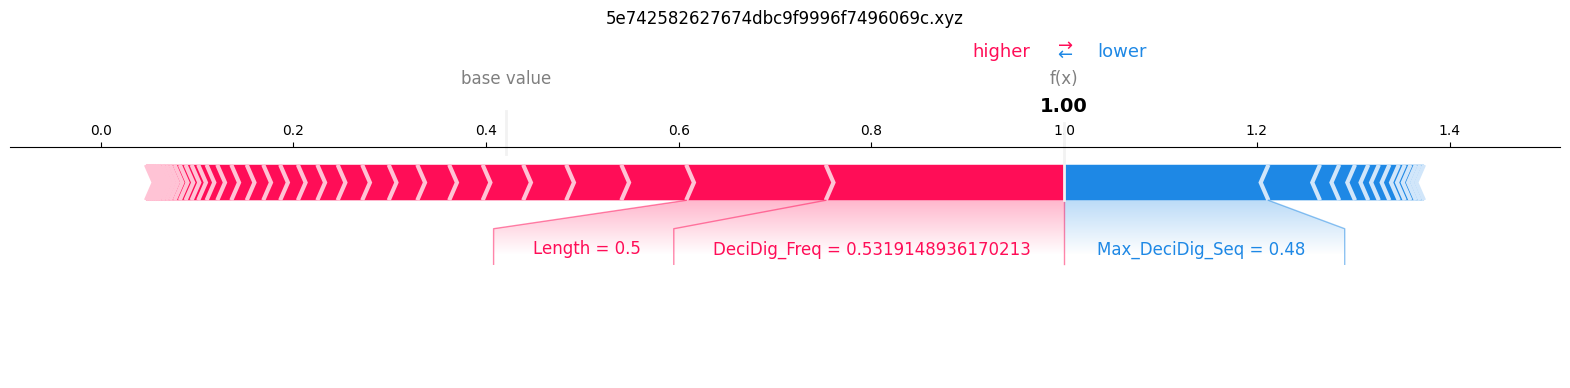 5e742582627674dbc9f9996f7496069c.xyz
higher ⇄ lower
base value f(x)
1.00
0.0 0.2 0.4 0.6 0.8 1.0 1.2 1.4
Length = 0.5 DeciDig_Freq = 0.5319148936170213 Max_DeciDig_Seq = 0.48